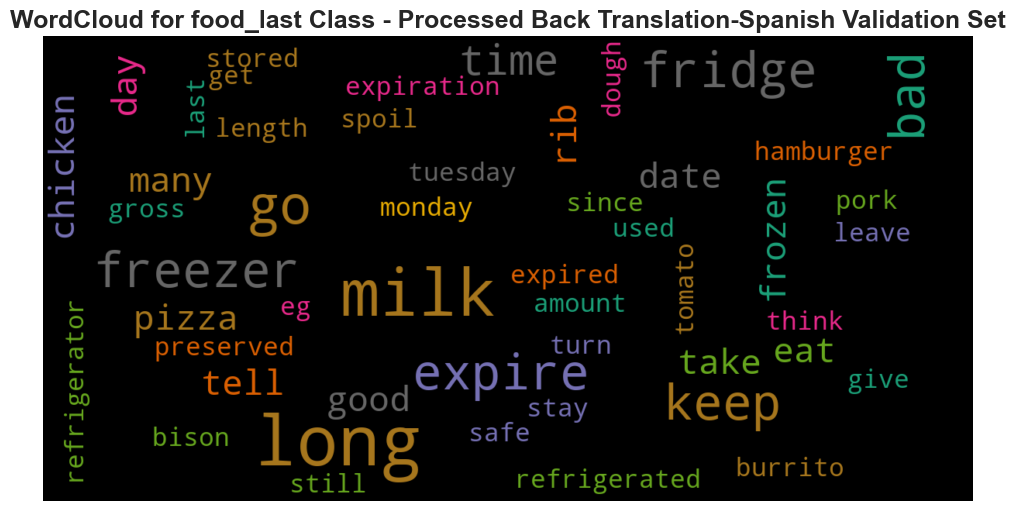 WordCloud for food_last Class - Processed Back Translation-Spanish Validation Set
stored
time
fridge
dough
bad
day
get
last
expiration
length
spoil
rib
chicken
hamburger
many
tuesday
date
gross
go
monday
since
used
frozen
pork
leave
freezer
milk
expired
amount
tomato
pizza
eg
think
refrigerator
preserved
turn
take
eat
tell
expire
give
good
keep
stay
long
bison
safe
still
refrigerated
burrito